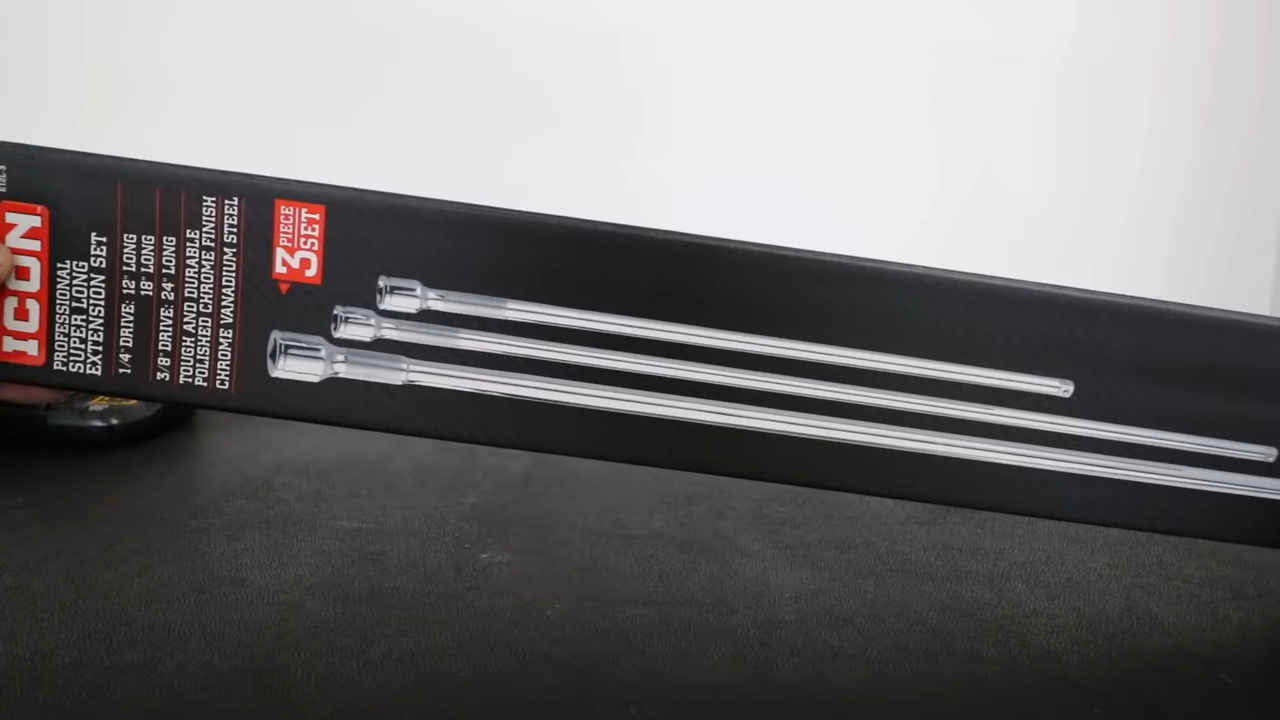 ICON
PROFESSIONAL
SUPER LONG
EXTENSION SET
1/4" DRIVE: 12" LONG
18" LONG
3/8" DRIVE: 24" LONG
TOUGH AND DURABLE
POLISHED CHROME FINISH
CHROME VANADIUM STEEL
3 PIECE
SET